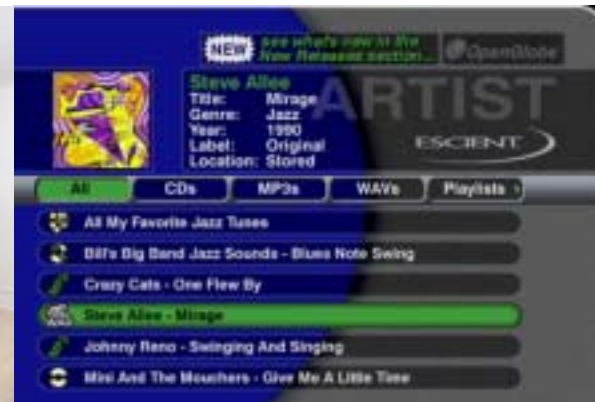 NEW see what's new in the
New Releases section...
OpenGlobe
ARTIST
Steve Allee
Title: Mirage
Genre: Jazz
Year: 1990
Label: Original
Location: Stored
ESCIENT
All CDs MP3s WAVs Playlists
All My Favorite Jazz Tunes
Bill's Big Band Jazz Sounds - Blues Note Swing
Crazy Cats - One Flew By
Steve Allee - Mirage
Johnny Reno - Swinging And Singing
Mini And The Mouchers - Give Me A Little Time